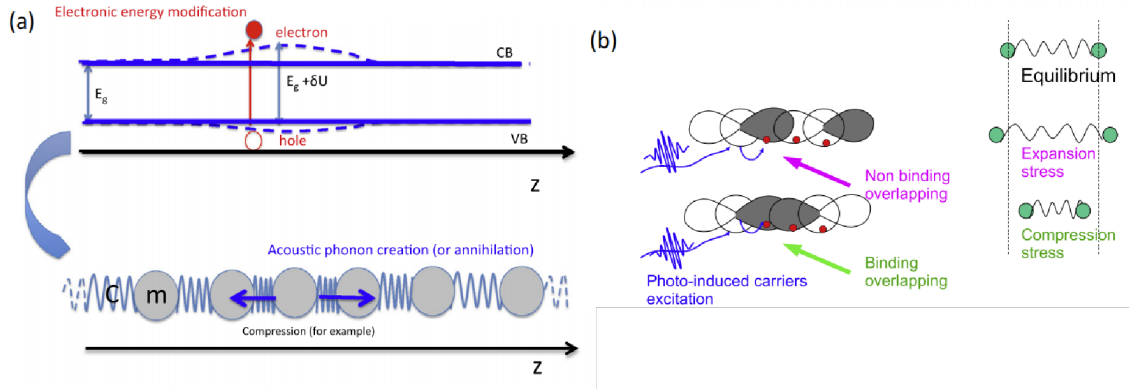 Electronic energy modification
(a)
electron
CB
E_g
E_g +δU
hole
VB
z
Acoustic phonon creation (or annihilation)
C
m
Compression (for example)
z
(b)
Non binding
overlapping
Binding
overlapping
Photo-induced carriers
excitation
Equilibrium
Expansion
stress
Compression
stress